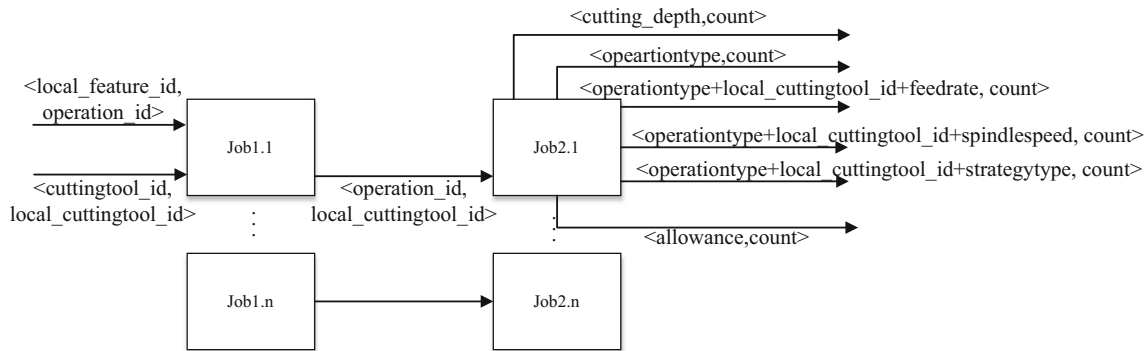 <cutting_depth,count>
<opeartiontype,count>
<local_feature_id,
operation_id>
<operationtype+local_cuttingtool_id+feedrate, count>
Job1.1
Job2.1
<operationtype+local_cuttingtool_id+spindlespeed, count>
<operationtype+local_cuttingtool_id+strategytype, count>
<cuttingtool_id,
local_cuttingtool_id>
<operation_id,
local_cuttingtool_id>
<allowance,count>
Job1.n
Job2.n